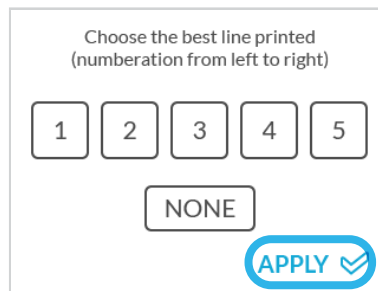 Choose the best line printed
(numberation from left to right)
1 2 3 4 5
NONE
APPLY